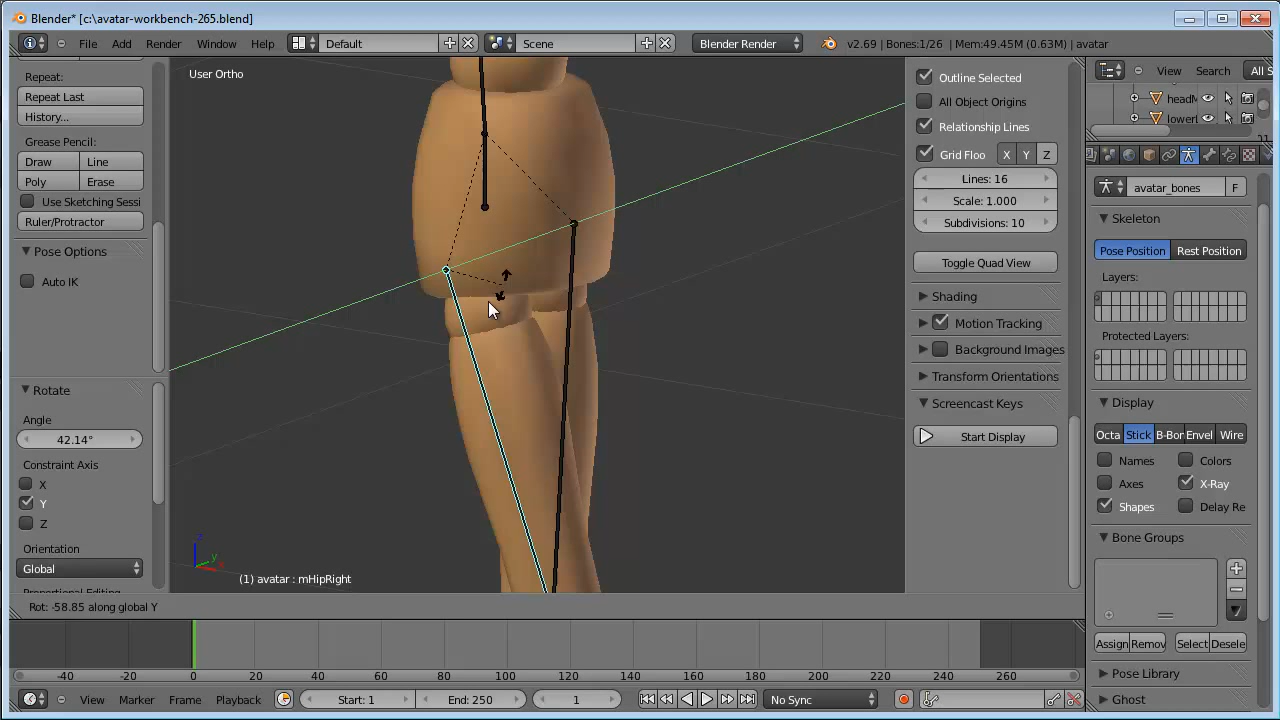 Blender* [c:\avatar-workbench-265.blend]
File Add Render Window Help Default Scene Blender Render v2.69 | Bones:1/26 | Mem:49.45M (0.63M) | avatar
Repeat:
Repeat Last
History...
Grease Pencil:
Draw Line
Poly Erase
Use Sketching Sessi
Ruler/Protractor
Pose Options
Auto IK
Rotate
Angle
42.14°
Constraint Axis
X
Y
Z
Orientation
Global
User Ortho
z
y
x
(1) avatar : mHipRight
Outline Selected
All Object Origins
Relationship Lines
Grid Floo X Y Z
Lines: 16
Scale: 1.000
Subdivisions: 10
Toggle Quad View
Shading
Motion Tracking
Background Images
Transform Orientations
Screencast Keys
Start Display
View Search All S
headM
lowerl
avatar_bones F
Skeleton
Pose Position Rest Position
Layers:
Protected Layers:
Display
Octa Stick B-Bon Envel Wire
Names Colors
Axes X-Ray
Shapes Delay Re
Bone Groups
Assign Remov Select Desele
Pose Library
Ghost
Rot: -58.85 along global Y
-40 -20 0 20 40 60 80 100 120 140 160 180 200 220 240 260
View Marker Frame Playback Start: 1 End: 250 1 No Sync